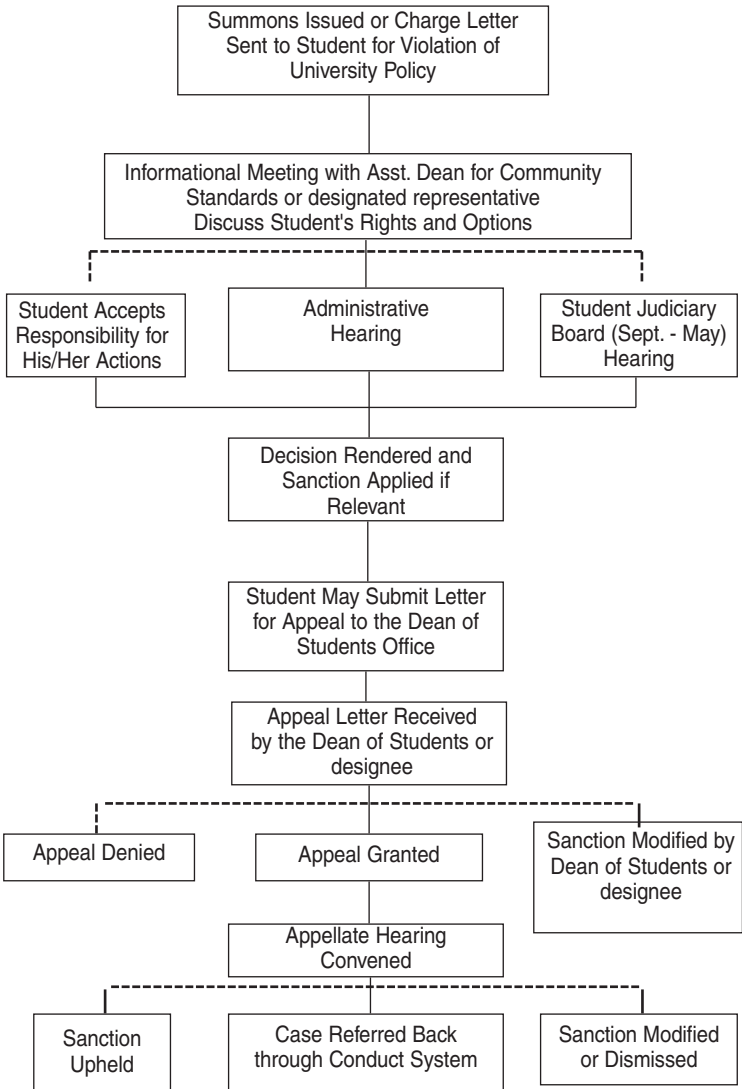 Summons Issued or Charge Letter
Sent to Student for Violation of
University Policy
Informational Meeting with Asst. Dean for Community
Standards or designated representative
Discuss Student's Rights and Options
Student Accepts
Responsibility for
His/Her Actions
Administrative
Hearing
Student Judiciary
Board (Sept. - May)
Hearing
Decision Rendered and
Sanction Applied if
Relevant
Student May Submit Letter
for Appeal to the Dean of
Students Office
Appeal Letter Received
by the Dean of Students or
designee
Appeal Denied
Appeal Granted
Sanction Modified by
Dean of Students or
designee
Appellate Hearing
Convened
Sanction
Upheld
Case Referred Back
through Conduct System
Sanction Modified
or Dismissed